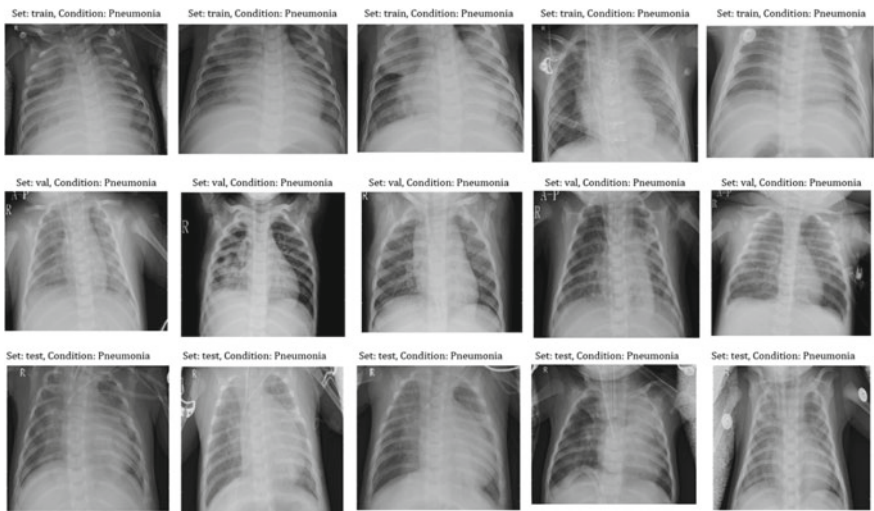 Set: train, Condition: Pneumonia
Set: train, Condition: Pneumonia
Set: train, Condition: Pneumonia
Set: train, Condition: Pneumonia
Set: train, Condition: Pneumonia
R
Set: val, Condition: Pneumonia
Set: val, Condition: Pneumonia
Set: val, Condition: Pneumonia
Set: val, Condition: Pneumonia
Set: val, Condition: Pneumonia
A-P
R
R
R
A-P
R
Set: test, Condition: Pneumonia
Set: test, Condition: Pneumonia
Set: test, Condition: Pneumonia
Set: test, Condition: Pneumonia
Set: test, Condition: Pneumonia
R
R
R